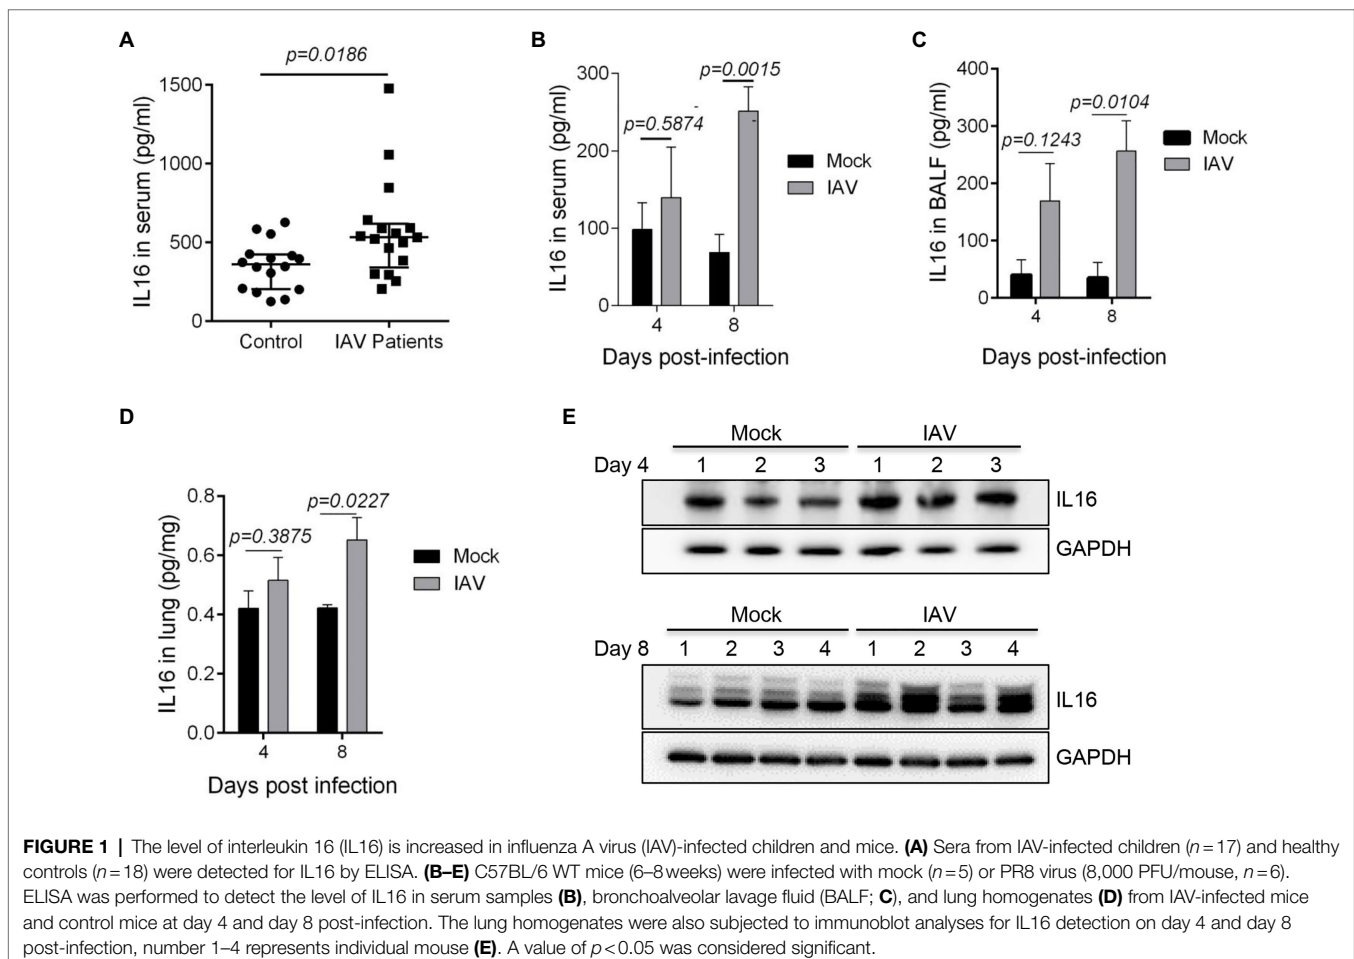 A
p=0.0186
IL16 in serum (pg/ml)
1500
1000
500
0
Control
IAV Patients
B
p=0.0015
p=0.5874
IL16 in serum (pg/ml)
300
200
100
0
4
8
Days post-infection
Mock
IAV
C
p=0.0104
p=0.1243
IL16 in BALF (pg/ml)
400
300
200
100
0
4
8
Days post-infection
Mock
IAV
D
p=0.0227
p=0.3875
IL16 in lung (pg/mg)
0.8
0.6
0.4
0.2
0.0
4
8
Days post infection
Mock
IAV
E
Mock IAV
Day 4 1 2 3 1 2 3
IL16
GAPDH
Mock IAV
Day 8 1 2 3 4 1 2 3 4
IL16
GAPDH
FIGURE 1 | The level of interleukin 16 (IL16) is increased in influenza A virus (IAV)-infected children and mice. (A) Sera from IAV-infected children (n=17) and healthy
controls (n=18) were detected for IL16 by ELISA. (B–E) C57BL/6 WT mice (6–8weeks) were infected with mock (n=5) or PR8 virus (8,000 PFU/mouse, n=6).
ELISA was performed to detect the level of IL16 in serum samples (B), bronchoalveolar lavage fluid (BALF; C), and lung homogenates (D) from IAV-infected mice
and control mice at day 4 and day 8 post-infection. The lung homogenates were also subjected to immunoblot analyses for IL16 detection on day 4 and day 8
post-infection, number 1–4 represents individual mouse (E). A value of p<0.05 was considered significant.